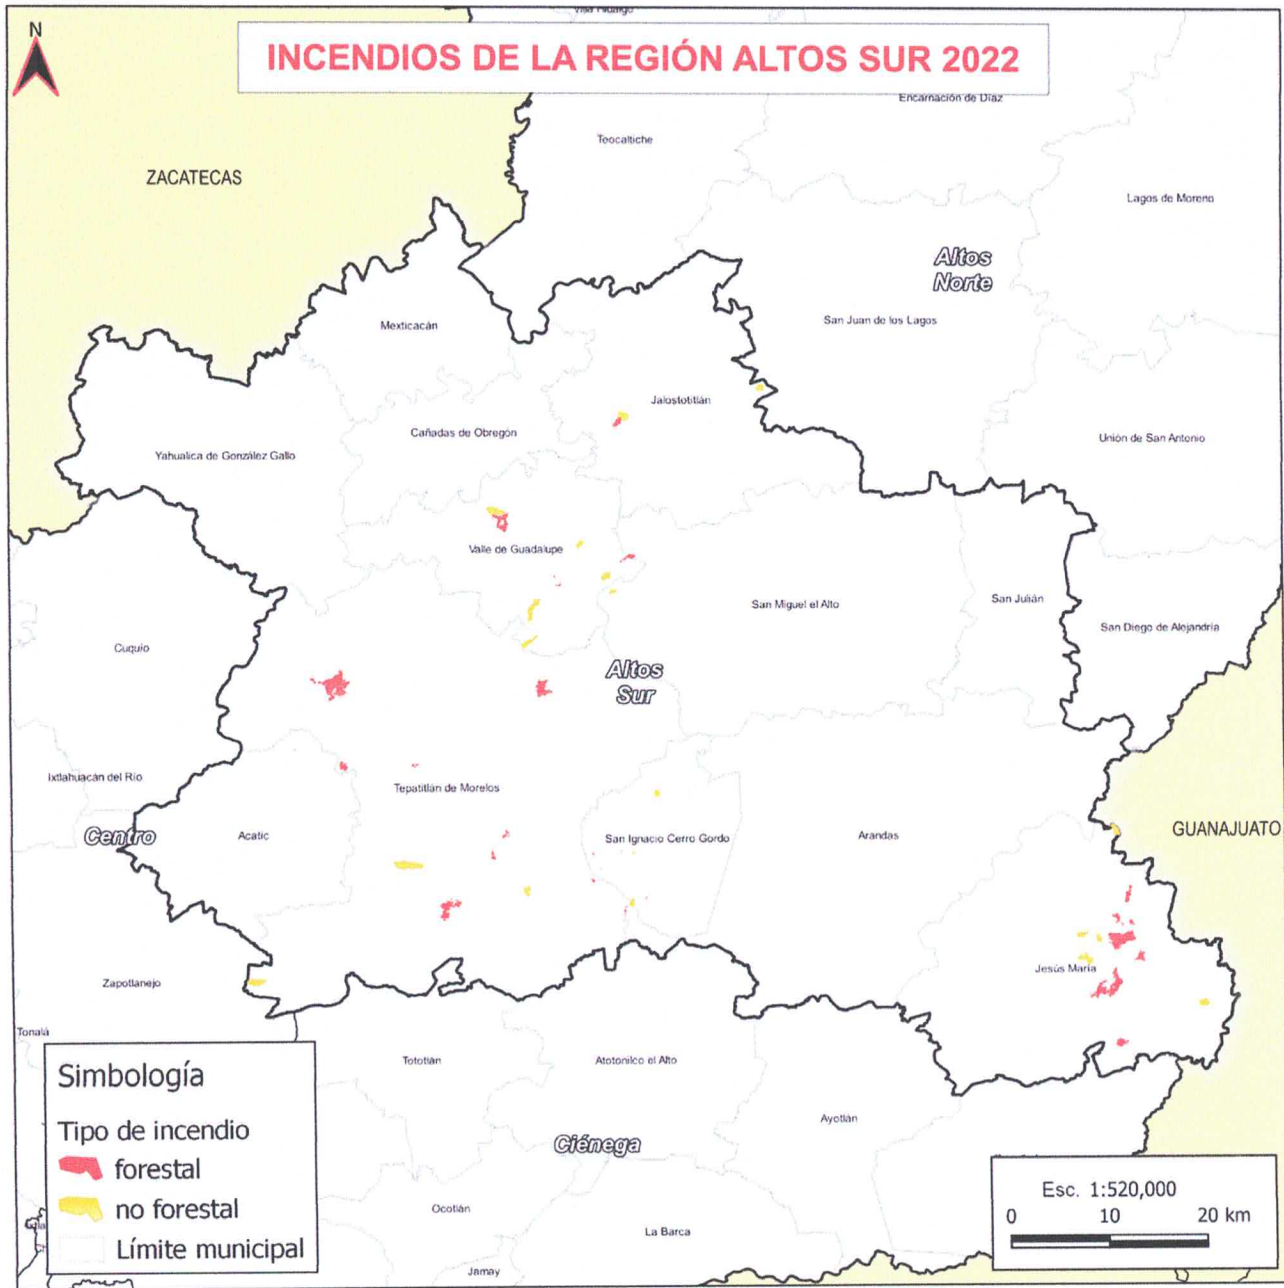 Villa Hidalgo
N
INCENDIOS DE LA REGIÓN ALTOS SUR 2022
Encarnación de Díaz
Teocaltiche
ZACATECAS
Lagos de Moreno
Altos
Norte
San Juan de los Lagos
Mexticacán
Jalostotitlán
Cañadas de Obregón
Unión de San Antonio
Yahualica de González Gallo
Valle de Guadalupe
San Miguel el Alto
San Julián
San Diego de Alejandría
Cuquío
Altos
Sur
Ixtlahuacán del Río
Tepatitlán de Morelos
Centro
Acatic
San Ignacio Cerro Gordo
Arandas
GUANAJUATO
Jesús María
Zapotlanejo
Tonalá
Tototlán
Atotonilco el Alto
Ayotlán
Ciénega
Ocotlán
La Barca
Jamay
Simbología
Tipo de incendio
forestal
no forestal
Límite municipal
Esc. 1:520,000
0 10 20 km